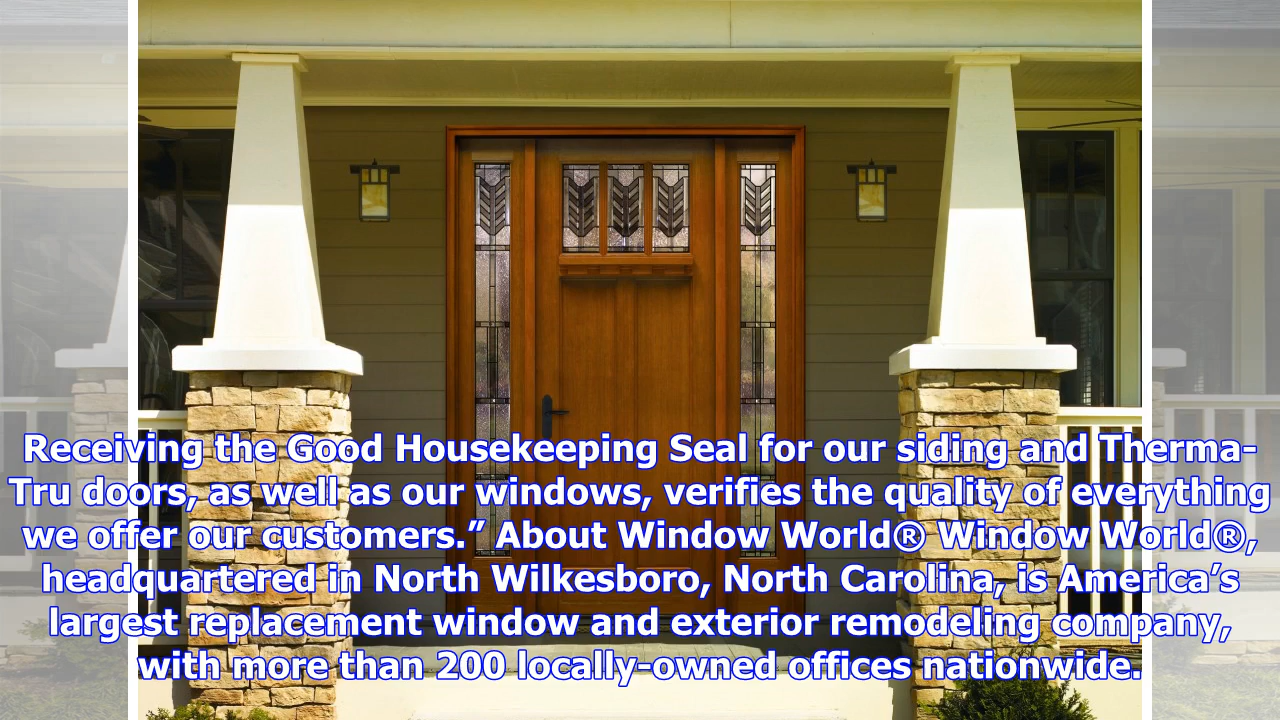 Receiving the Good Housekeeping Seal for our siding and Therma-
Tru doors, as well as our windows, verifies the quality of everything
we offer our customers.” About Window World® Window World®,
headquartered in North Wilkesboro, North Carolina, is America’s
largest replacement window and exterior remodeling company,
with more than 200 locally-owned offices nationwide.